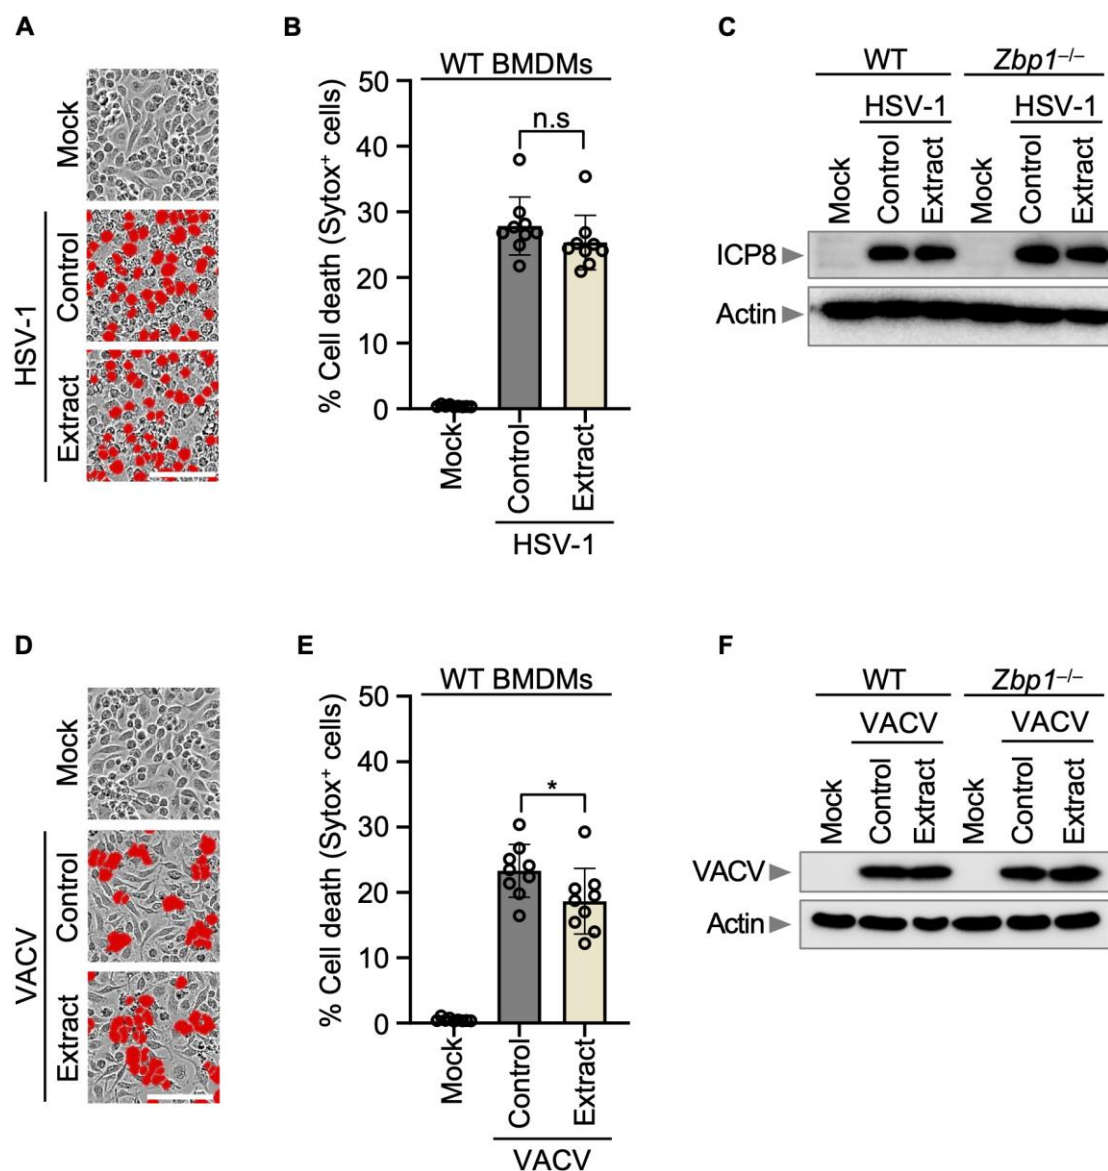 A
Mock
HSV-1
Control
Extract
B
WT BMDMs
% Cell death (Sytox⁺ cells)
50
40
30
20
10
0
n.s
Mock
Control
Extract
HSV-1
C
WT
Zbp1⁻/⁻
HSV-1
HSV-1
Mock
Control
Extract
Mock
Control
Extract
ICP8
Actin
D
Mock
VACV
Control
Extract
E
WT BMDMs
% Cell death (Sytox⁺ cells)
50
40
30
20
10
0
*
Mock
Control
Extract
VACV
F
WT
Zbp1⁻/⁻
VACV
VACV
Mock
Control
Extract
Mock
Control
Extract
VACV
Actin